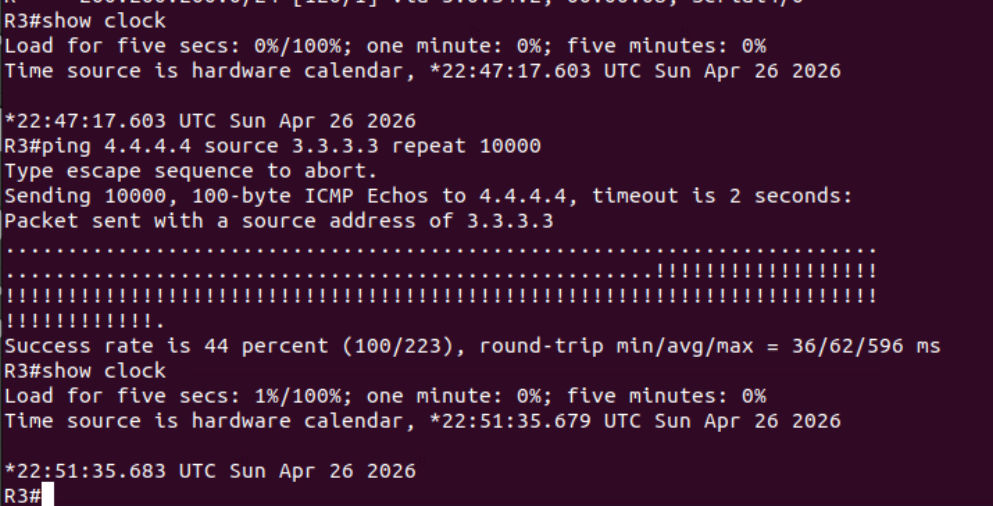 R3#show clock
Load for five secs: 0%/100%; one minute: 0%; five minutes: 0%
Time source is hardware calendar, *22:47:17.603 UTC Sun Apr 26 2026
*22:47:17.603 UTC Sun Apr 26 2026
R3#ping 4.4.4.4 source 3.3.3.3 repeat 10000
Type escape sequence to abort.
Sending 10000, 100-byte ICMP Echos to 4.4.4.4, timeout is 2 seconds:
Packet sent with a source address of 3.3.3.3
......................................................................
....................................................!!!!!!!!!!!!!!!!!!
!!!!!!!!!!!!!!!!!!!!!!!!!!!!!!!!!!!!!!!!!!!!!!!!!!!!!!!!!!!!!!!!!!!!!!
!!!!!!!!!!!!.
Success rate is 44 percent (100/223), round-trip min/avg/max = 36/62/596 ms
R3#show clock
Load for five secs: 1%/100%; one minute: 0%; five minutes: 0%
Time source is hardware calendar, *22:51:35.679 UTC Sun Apr 26 2026
*22:51:35.683 UTC Sun Apr 26 2026
R3#